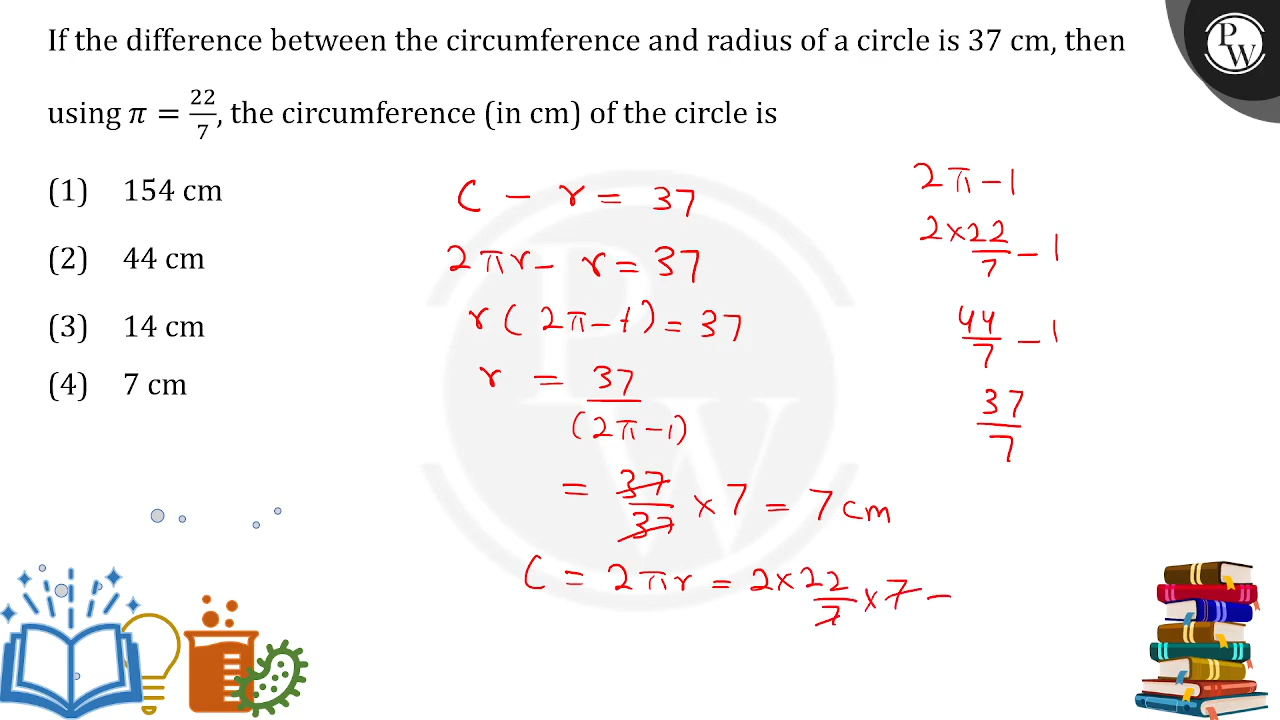 If the difference between the circumference and radius of a circle is 37 cm, then
using π = 22/7, the circumference (in cm) of the circle is
(1) 154 cm
(2) 44 cm
(3) 14 cm
(4) 7 cm
C - r = 37
2πr - r = 37
r(2π-1) = 37
r = 37/(2π-1)
= 37/37 × 7 = 7cm
C = 2πr = 2×22/7 × 7 -
2π-1
2×22/7 - 1
44/7 - 1
37/7
PW
PW